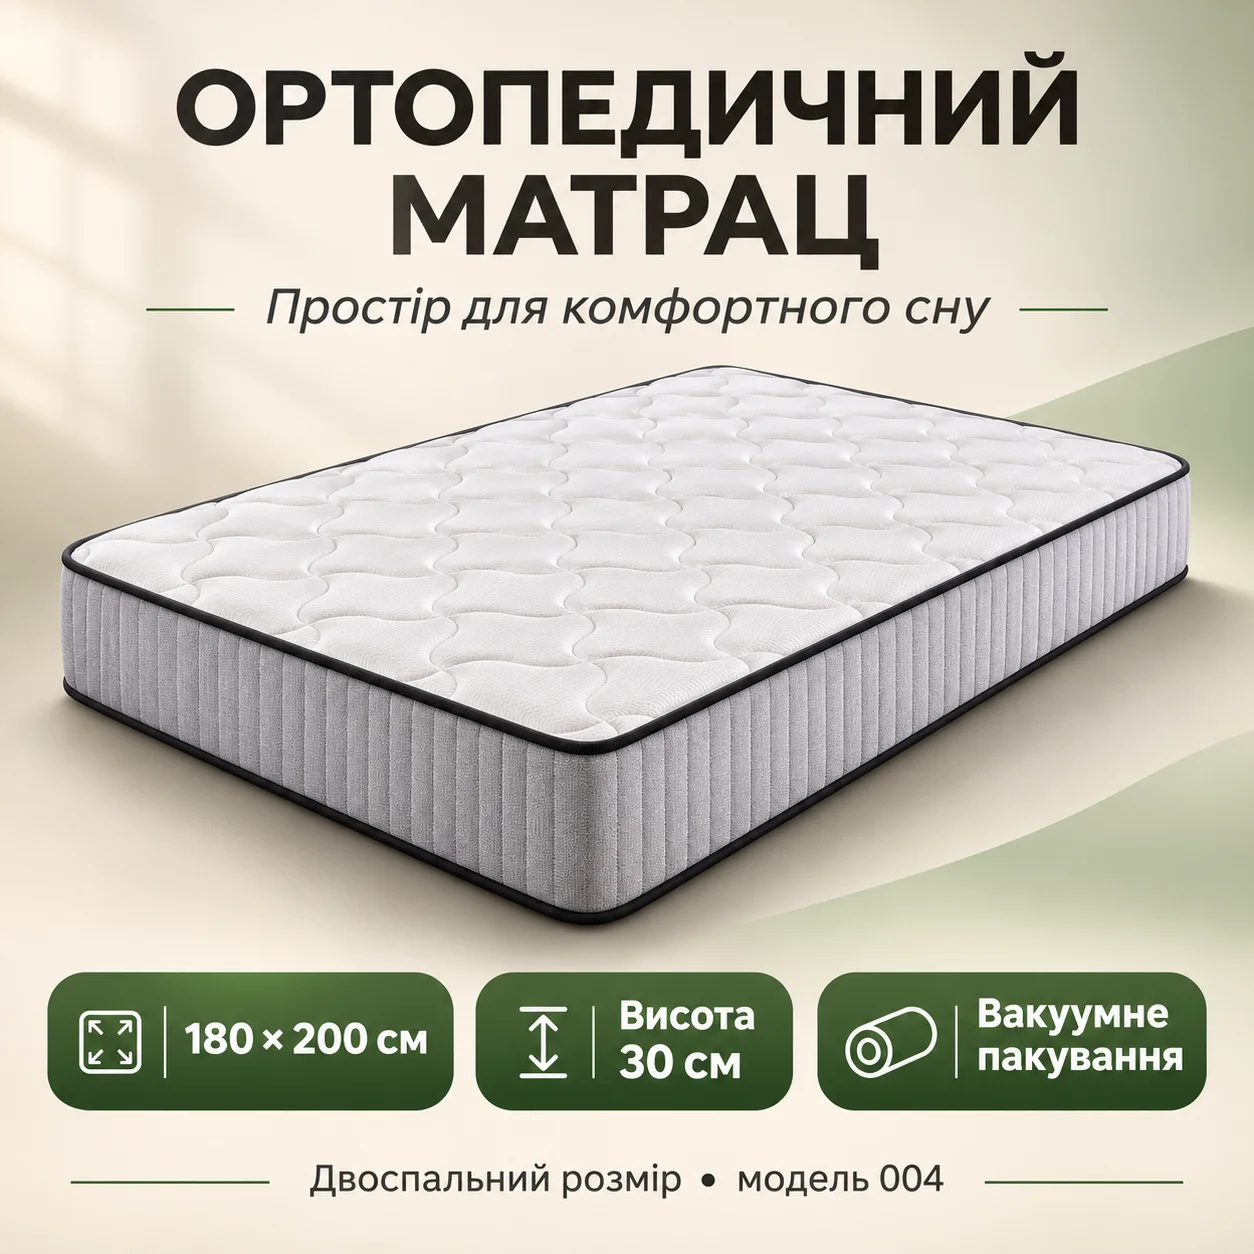 ОРТОПЕДИЧНИЙ
МАТРАЦ
Простір для комфортного сну
180 × 200 см
Висота
30 см
Вакуумне
пакування
Двоспальний розмір • модель 004